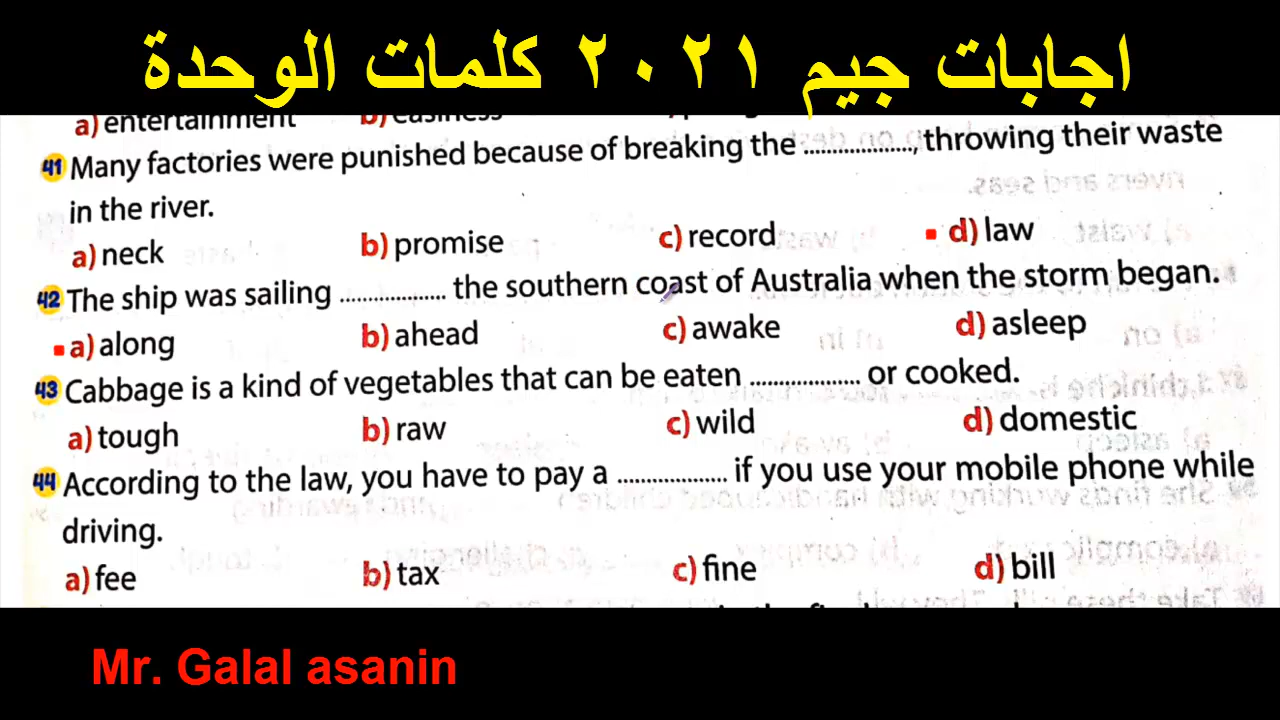 اجابات جيم ٢٠٢١ كلمات الوحدة
a) entertainment b) easiness
41 Many factories were punished because of breaking the ..................., throwing their waste
in the river.
a) neck b) promise c) record d) law
42 The ship was sailing ................... the southern coast of Australia when the storm began.
a) along b) ahead c) awake d) asleep
43 Cabbage is a kind of vegetables that can be eaten ................... or cooked.
a) tough b) raw c) wild d) domestic
44 According to the law, you have to pay a ................... if you use your mobile phone while
driving.
a) fee b) tax c) fine d) bill
Mr. Galal asanin